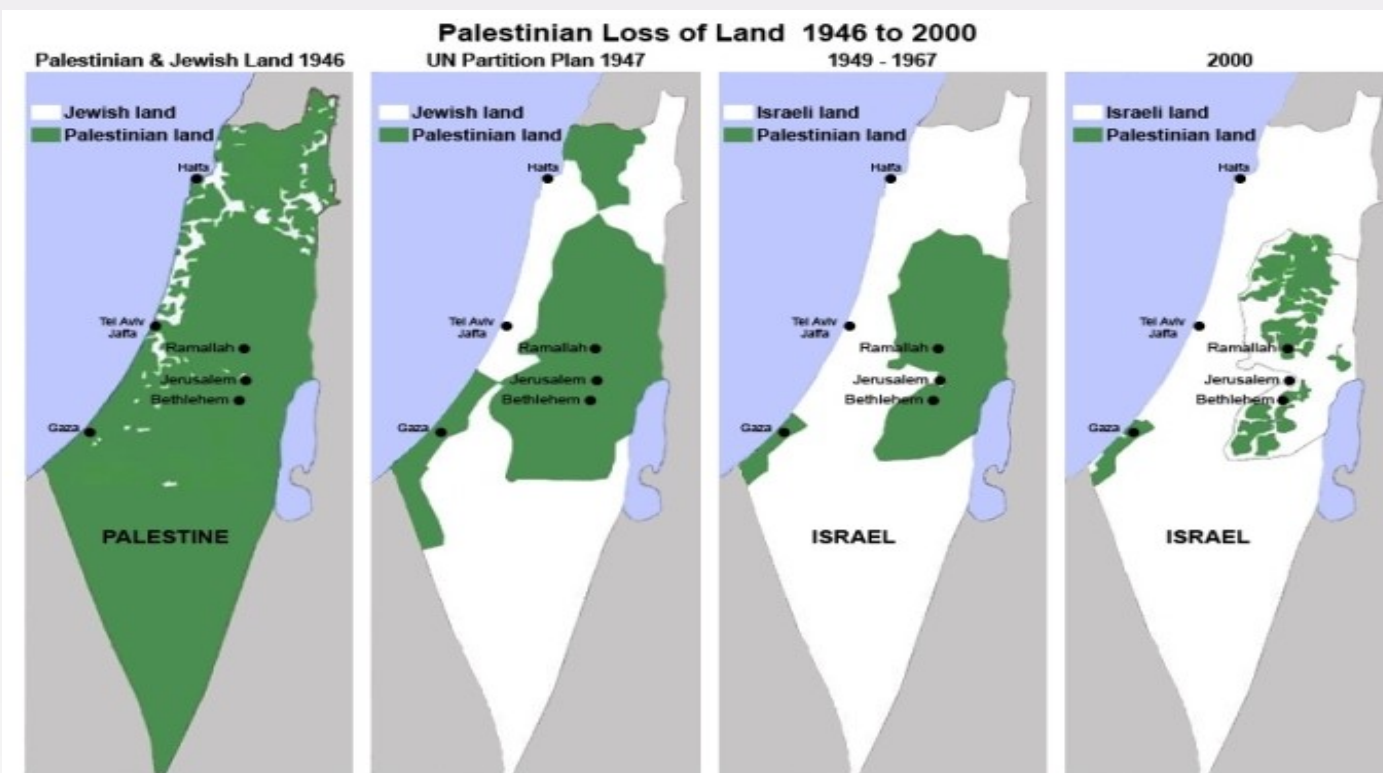 Palestinian Loss of Land 1946 to 2000
Palestinian & Jewish Land 1946
Jewish land
Palestinian land
Haifa
Tel Aviv
Jaffa
Ramallah
Jerusalem
Bethlehem
Gaza
PALESTINE
UN Partition Plan 1947
Jewish land
Palestinian land
Haifa
Tel Aviv
Jaffa
Ramallah
Jerusalem
Bethlehem
Gaza
1949 - 1967
Israeli land
Palestinian land
Haifa
Tel Aviv
Jaffa
Ramallah
Jerusalem
Bethlehem
Gaza
ISRAEL
2000
Israeli land
Palestinian land
Haifa
Tel Aviv
Jaffa
Ramallah
Jerusalem
Bethlehem
Gaza
ISRAEL